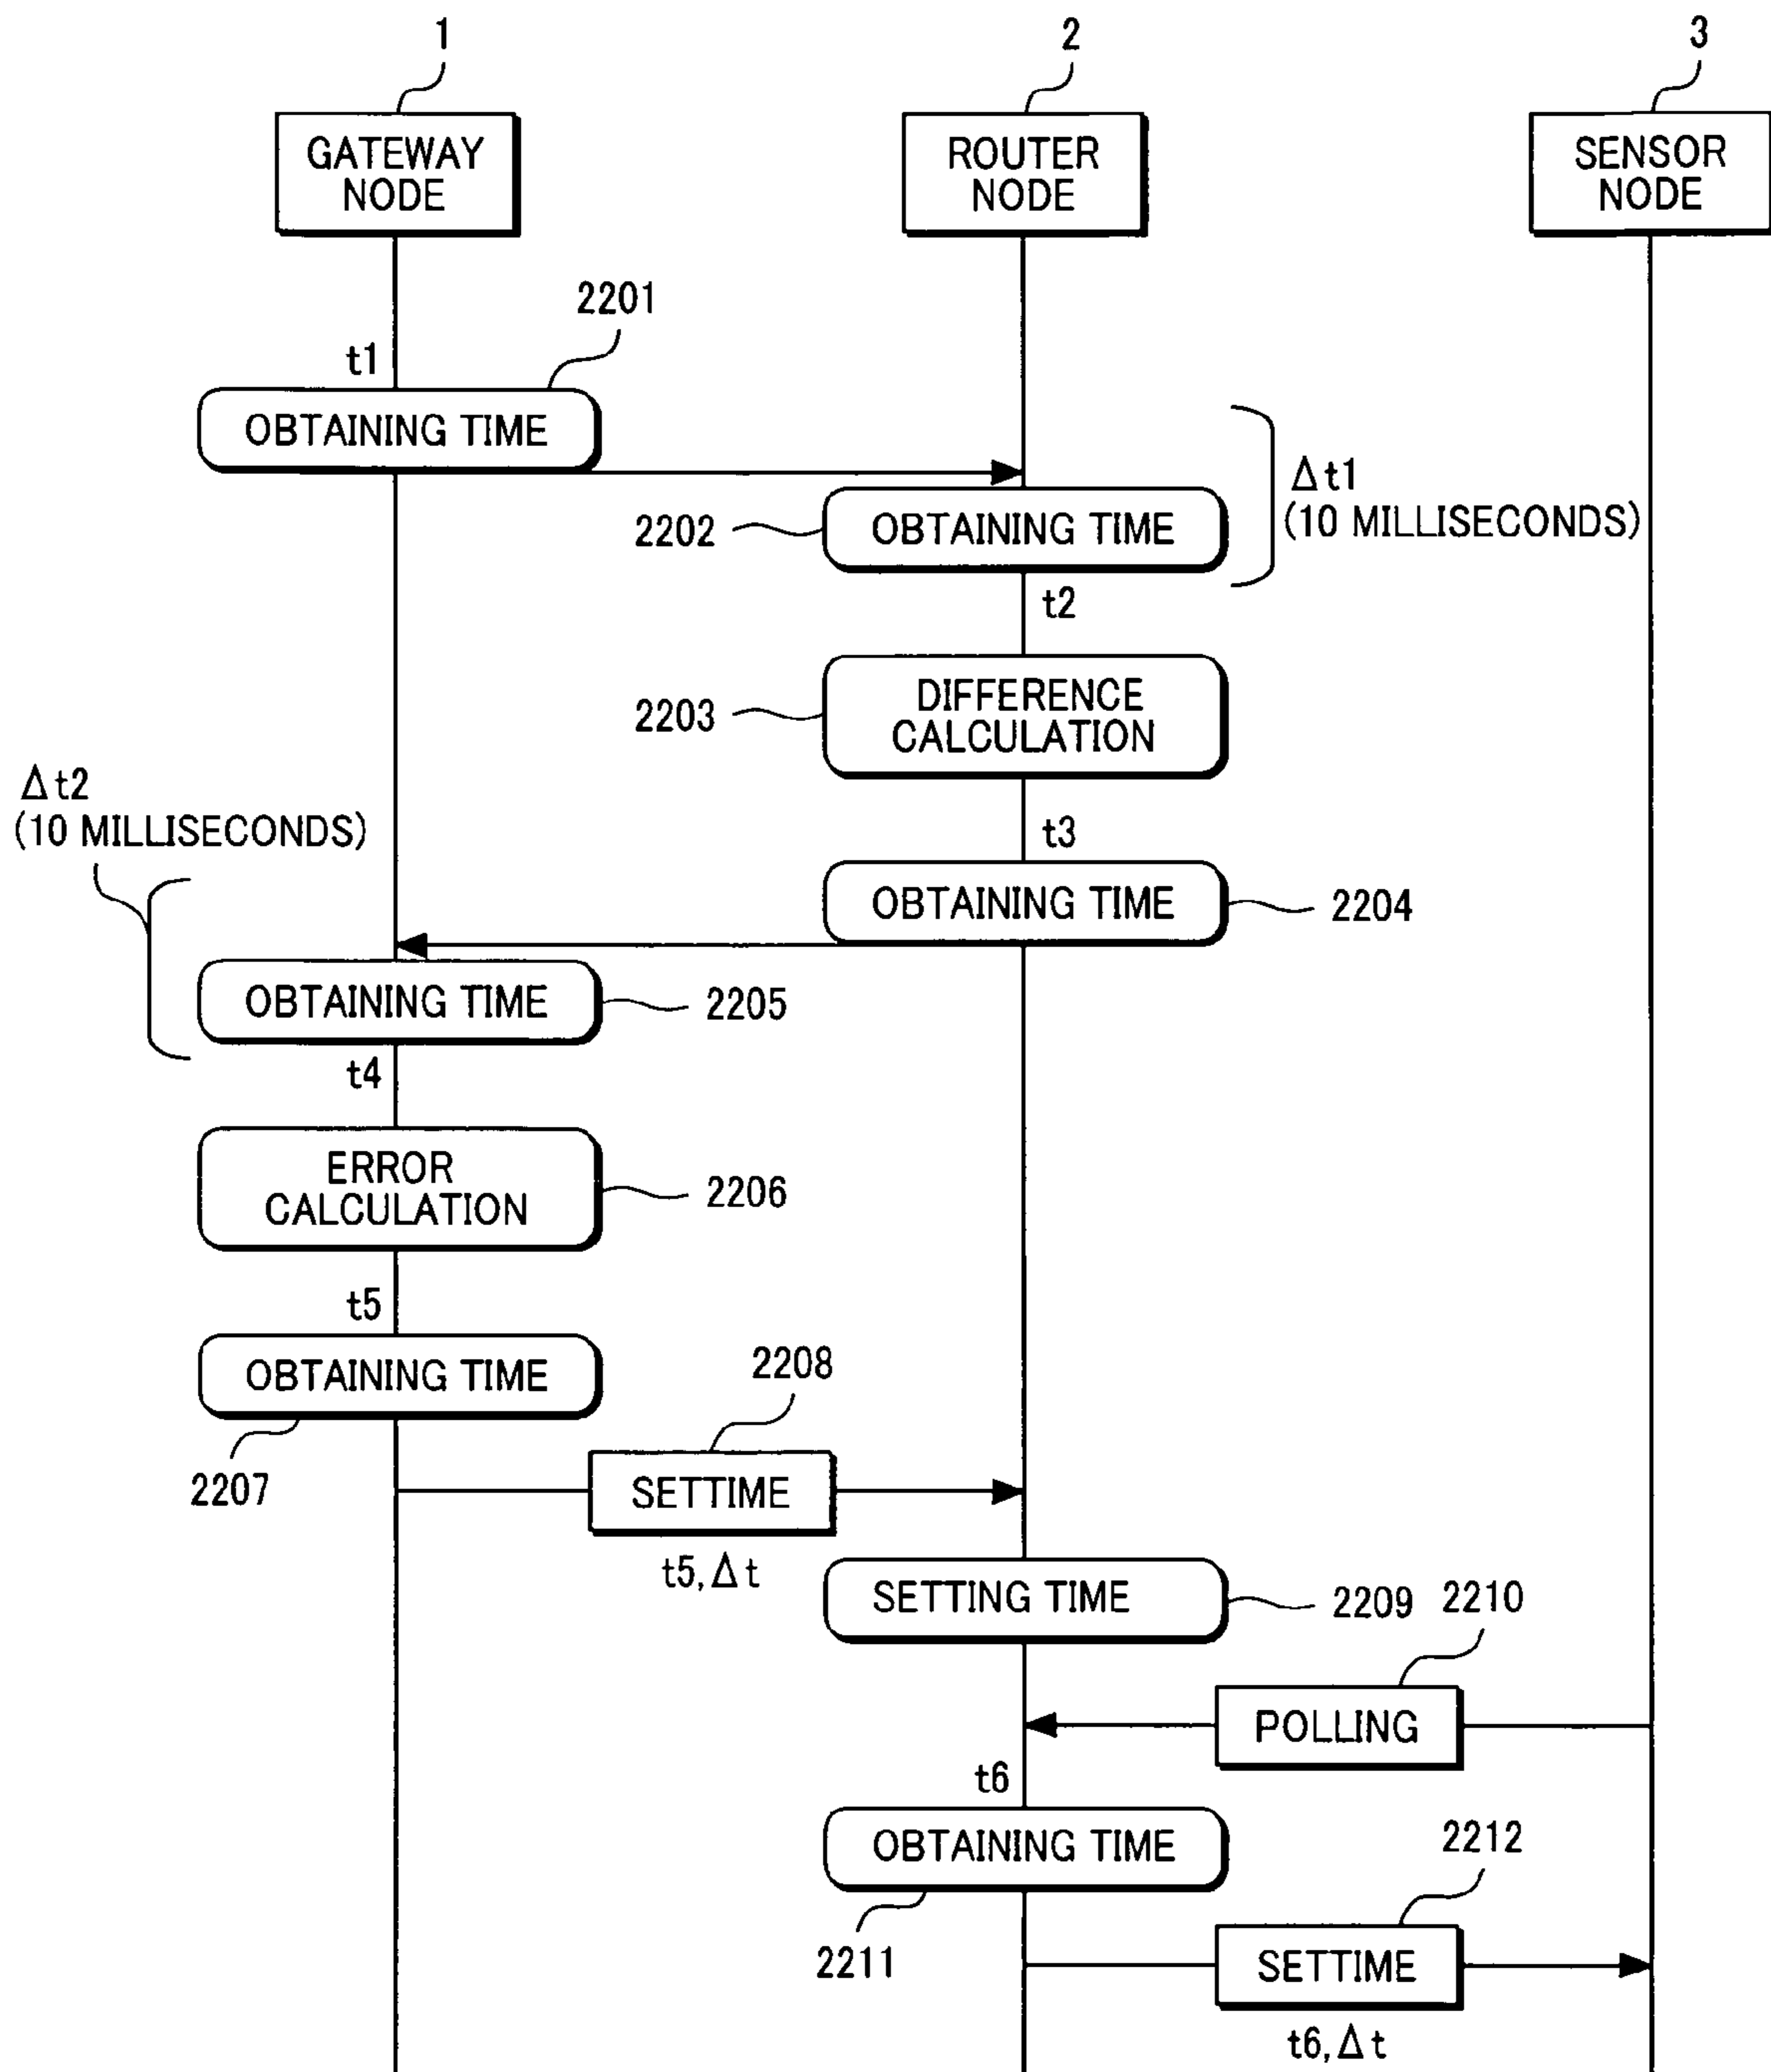 1
2
3
GATEWAY
NODE
ROUTER
NODE
SENSOR
NODE
2201
t1
OBTAINING TIME
2202
OBTAINING TIME
Δt1
(10 MILLISECONDS)
t2
2203
DIFFERENCE
CALCULATION
Δt2
(10 MILLISECONDS)
t3
OBTAINING TIME
2204
OBTAINING TIME
2205
t4
ERROR
CALCULATION
2206
t5
OBTAINING TIME
2207
2208
SETTIME
t5,Δt
SETTING TIME
2209
2210
POLLING
t6
OBTAINING TIME
2211
2212
SETTIME
t6,Δt